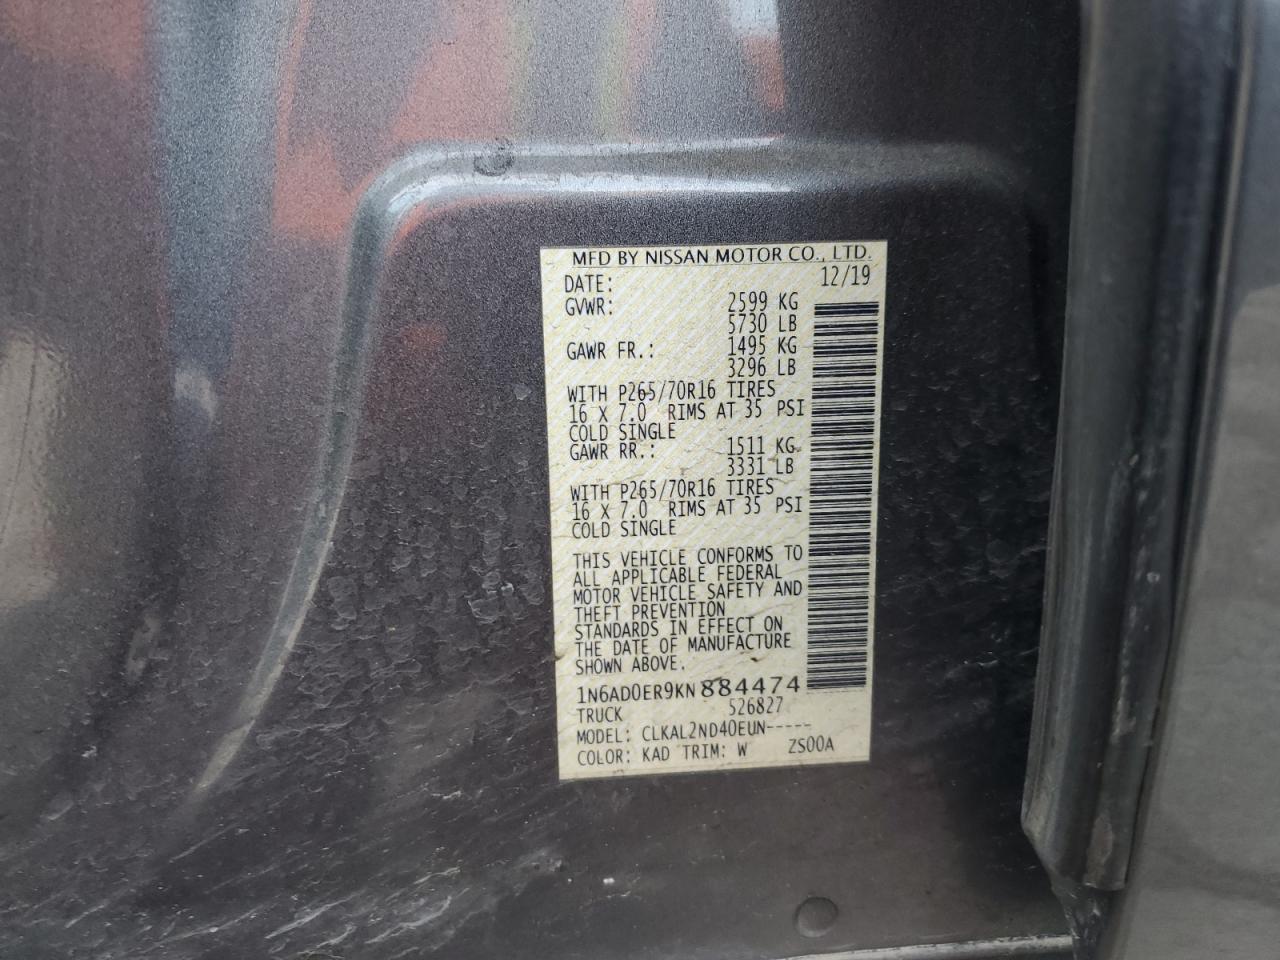 MFD BY NISSAN MOTOR CO., LTD.
DATE: 12/19
GVWR: 2599 KG
5730 LB
GAWR FR.: 1495 KG
3296 LB
WITH P265/70R16 TIRES
16 X 7.0 RIMS AT 35 PSI
COLD SINGLE
GAWR RR.: 1511 KG
3331 LB
WITH P265/70R16 TIRES
16 X 7.0 RIMS AT 35 PSI
COLD SINGLE
THIS VEHICLE CONFORMS TO
ALL APPLICABLE FEDERAL
MOTOR VEHICLE SAFETY AND
THEFT PREVENTION
STANDARDS IN EFFECT ON
THE DATE OF MANUFACTURE
SHOWN ABOVE.
1N6AD0ER9KN884474
TRUCK 526827
MODEL: CLKAL2ND40EUN-----
COLOR: KAD TRIM: W ZS00A